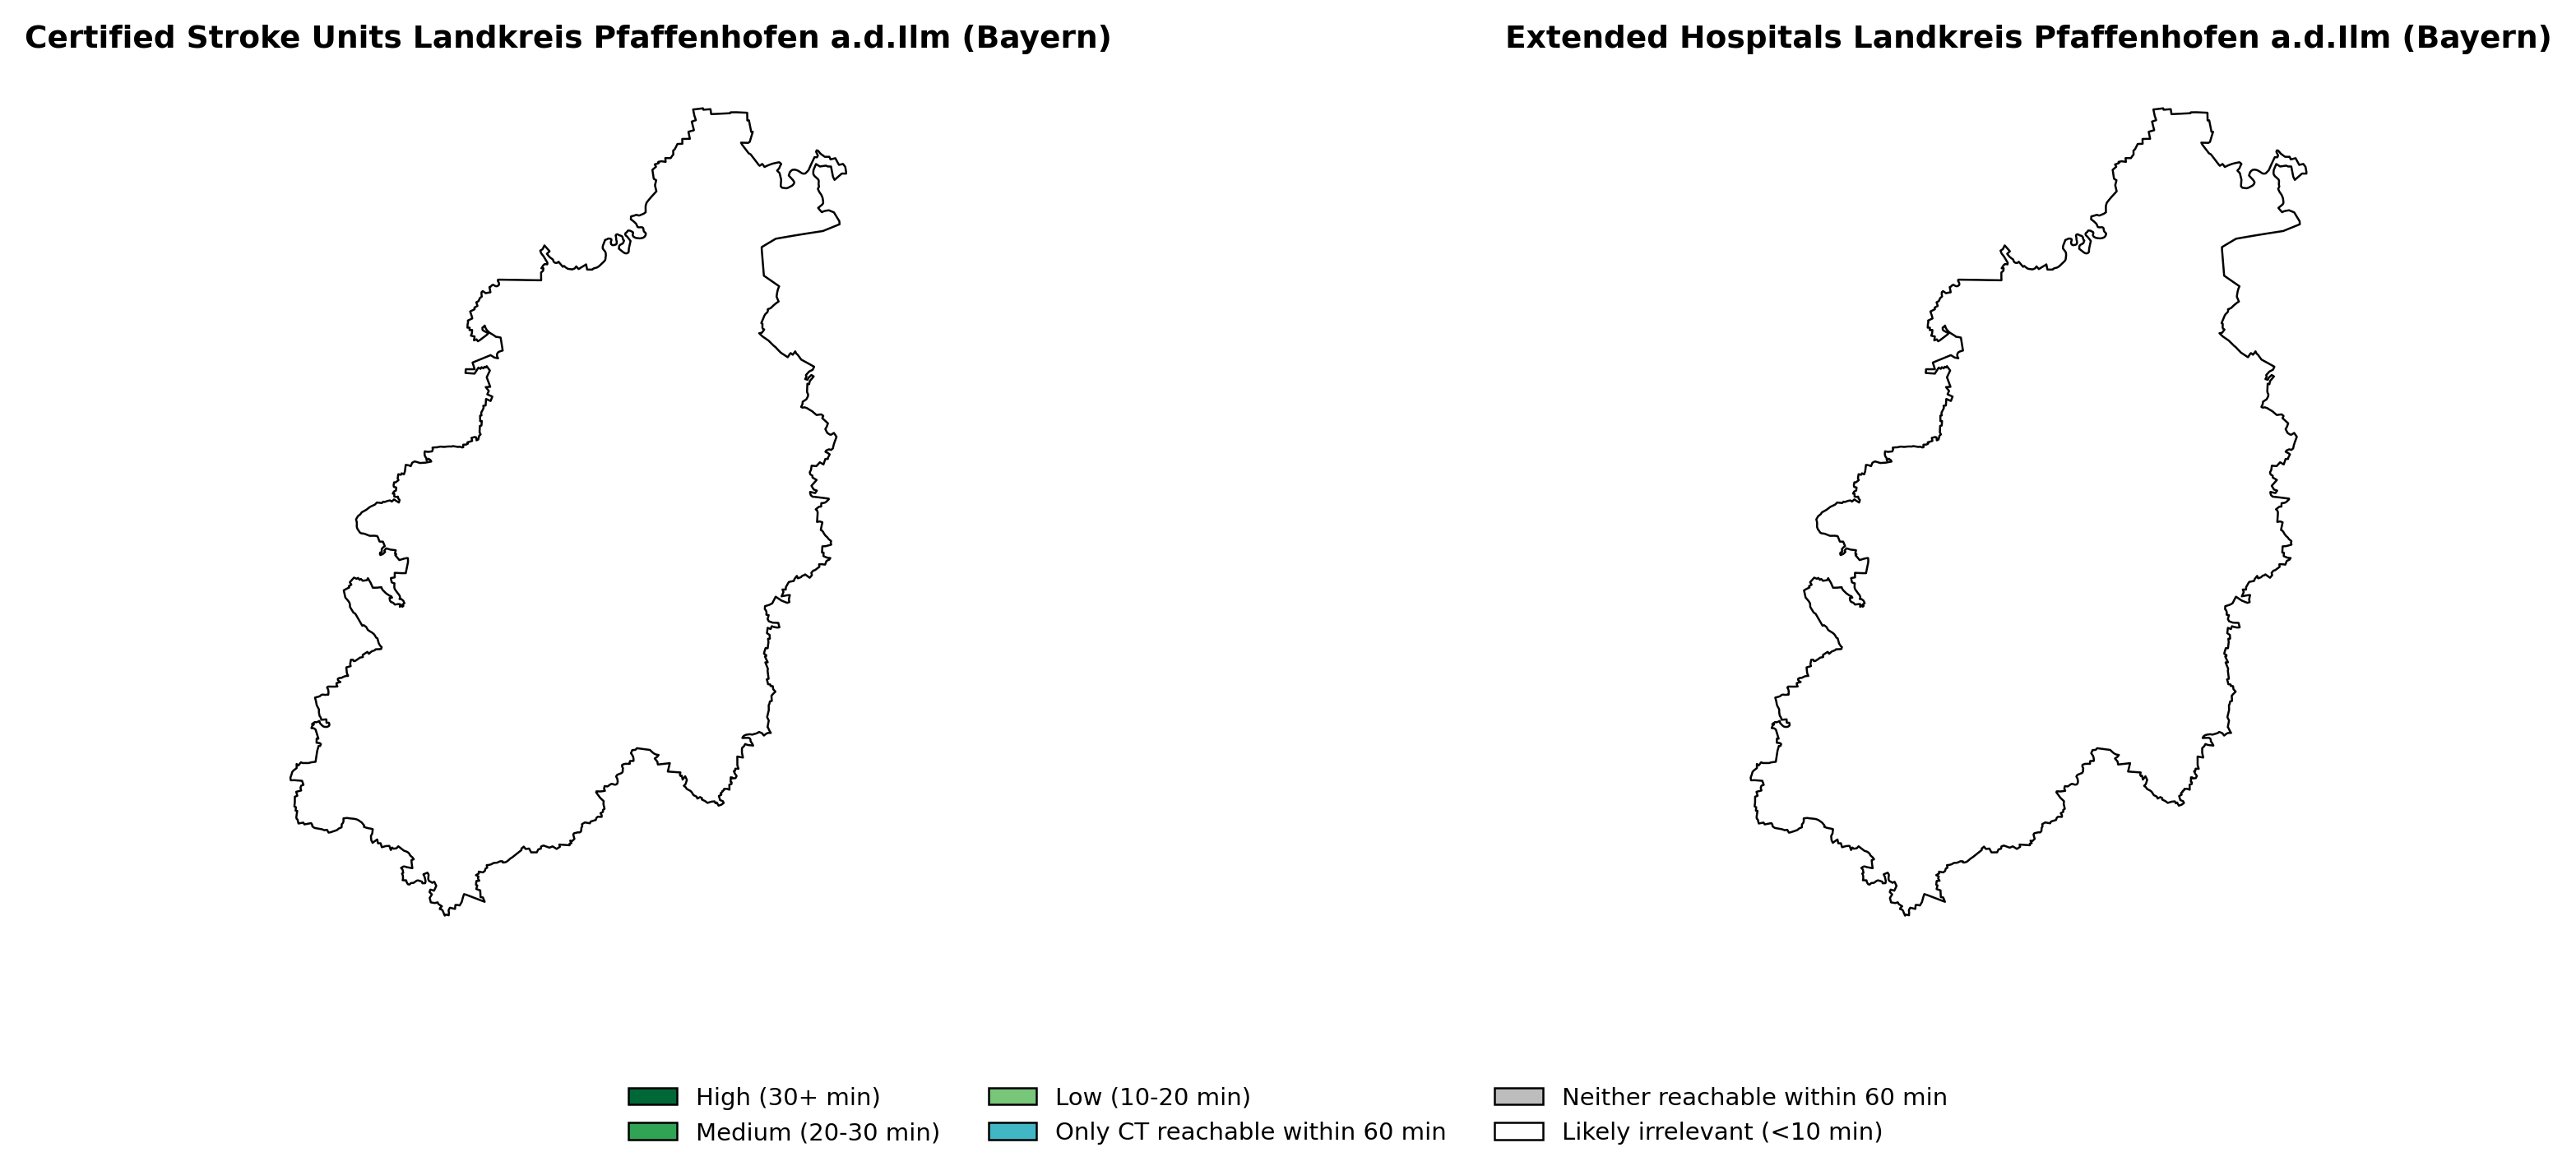 Certified Stroke Units Landkreis Pfaffenhofen a.d.Ilm (Bayern)
Extended Hospitals Landkreis Pfaffenhofen a.d.Ilm (Bayern)
High (30+ min)
Medium (20-30 min)
Low (10-20 min)
Only CT reachable within 60 min
Neither reachable within 60 min
Likely irrelevant (<10 min)